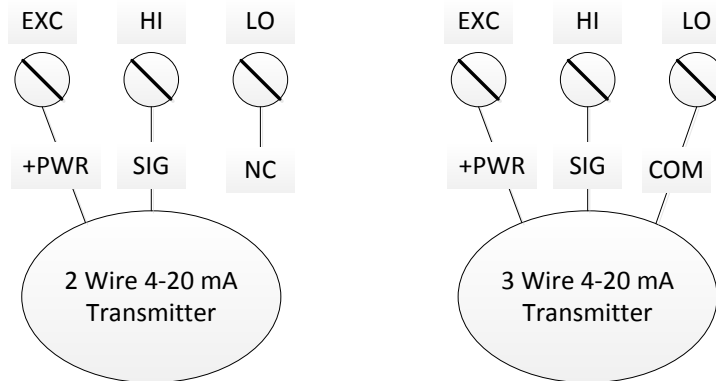 EXC HI LO
+PWR SIG NC
2 Wire 4-20 mA
Transmitter
EXC HI LO
+PWR SIG COM
3 Wire 4-20 mA
Transmitter